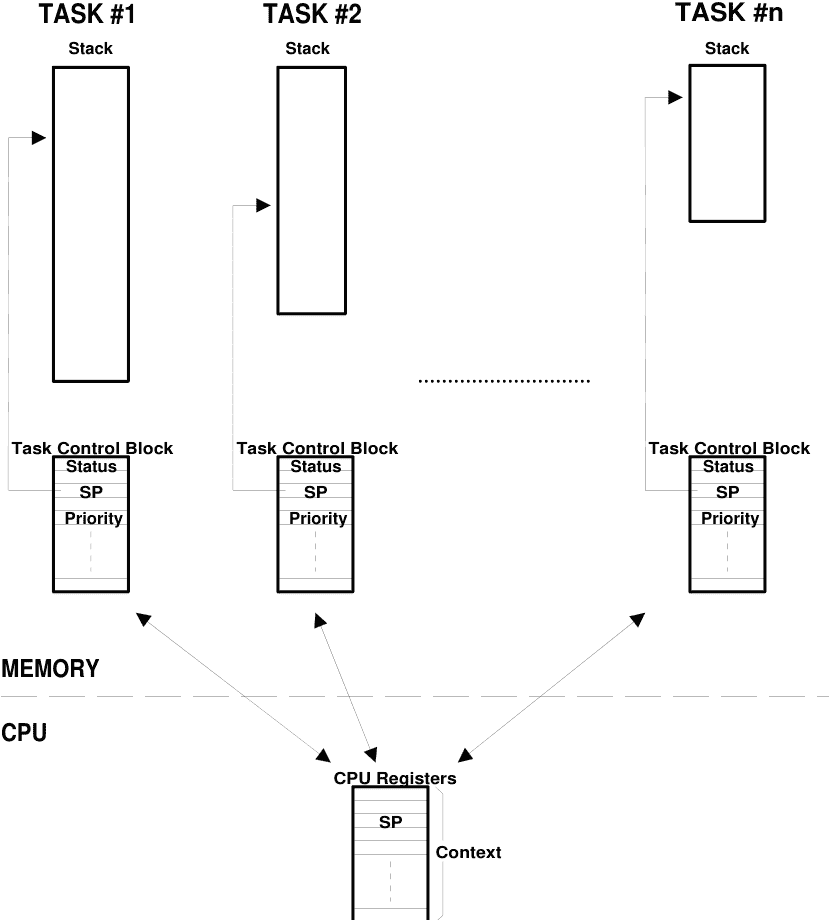 TASK #1
TASK #2
TASK #n
Stack
Stack
Stack
Task Control Block
Task Control Block
Task Control Block
Status
Status
Status
SP
SP
SP
Priority
Priority
Priority
MEMORY
CPU
CPU Registers
SP
Context